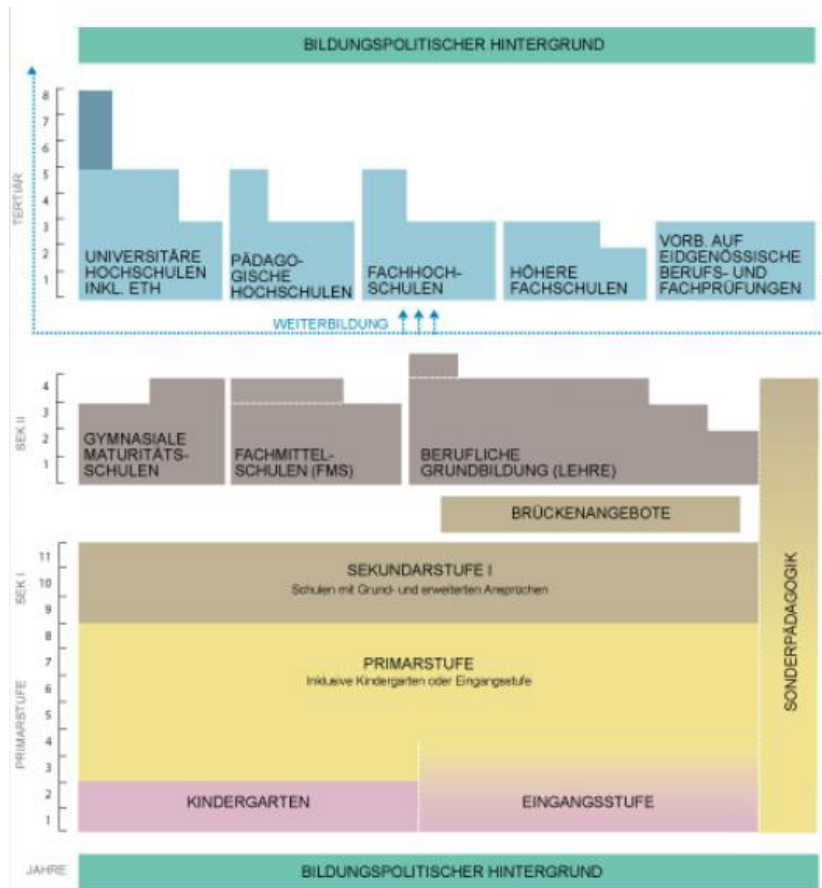 BILDUNGSPOLITISCHER HINTERGRUND
TERTIÄR
8
7
6
5
4
3
2
1
UNIVERSITÄRE
HOCHSCHULEN
INKL. ETH
PÄDAGO-
GISCHE
HOCHSCHULEN
FACHHOCH-
SCHULEN
HÖHERE
FACHSCHULEN
VORB. AUF
EIDGENÖSSISCHE
BERUFS- UND
FACHPRÜFUNGEN
WEITERBILDUNG
SEK II
4
3
2
1
GYMNASIALE
MATURITÄTS-
SCHULEN
FACHMITTEL-
SCHULEN (FMS)
BERUFLICHE
GRUNDBILDUNG (LEHRE)
BRÜCKENANGEBOTE
SEK I
11
10
9
SEKUNDARSTUFE I
Schulen mit Grund- und erweiterten Ansprüchen
PRIMARSTUFE
8
7
6
5
4
3
2
1
PRIMARSTUFE
Inklusive Kindergarten oder Eingangsstufe
KINDERGARTEN
EINGANGSSTUFE
SONDERPÄDAGOGIK
JAHRE
BILDUNGSPOLITISCHER HINTERGRUND